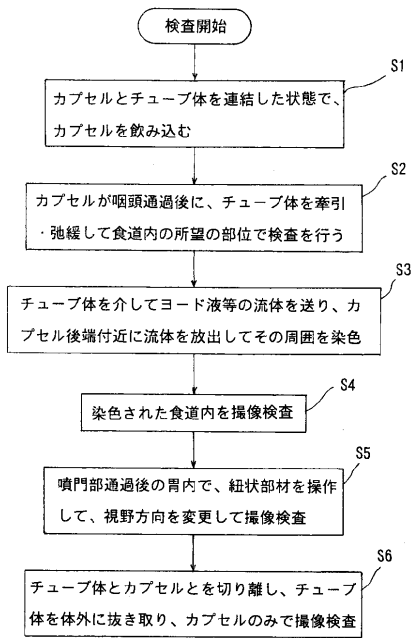 検査開始
S1
カプセルとチューブ体を連結した状態で、
カプセルを飲み込む
S2
カプセルが咽頭通過後に、チューブ体を牽引
・弛緩して食道内の所望の部位で検査を行う
S3
チューブ体を介してヨード液等の流体を送り、カ
プセル後端付近に流体を放出してその周囲を染色
S4
染色された食道内を撮像検査
S5
噴門部通過後の胃内で、紐状部材を操作
して、視野方向を変更して撮像検査
S6
チューブ体とカプセルとを切り離し、チューブ
体を体外に抜き取り、カプセルのみで撮像検査